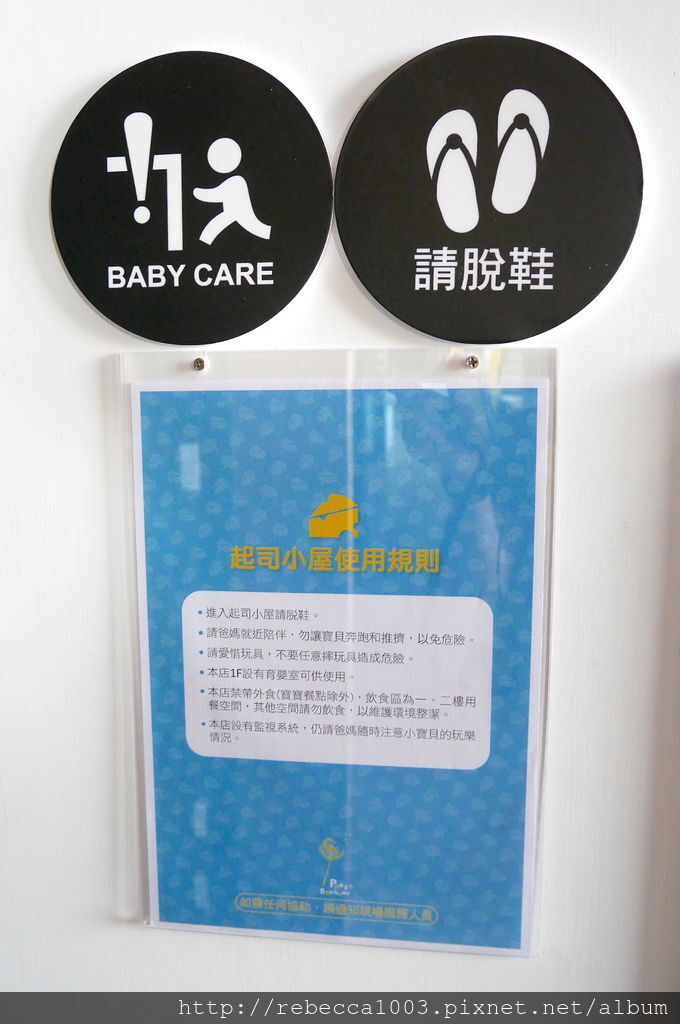 BABY CARE
請脫鞋
起司小屋使用規則
• 進入起司小屋請脫鞋。
• 請爸媽就近陪伴，勿讓寶貝奔跑和推擠，以免危險。
• 請愛惜玩具，不要任意摔玩具造成危險。
• 本店1F設有育嬰室可供使用。
• 本店禁帶外食(寶寶餐點除外)，飲食區為一、二樓用
餐空間，其他空間請勿飲食，以維護環境整潔。
• 本店設有監視系統，仍請爸媽隨時注意小寶貝的玩樂
情況。
Bonheur
如需任何協助，請通知現場服務人員
http://rebecca1003.pixnet.net/album